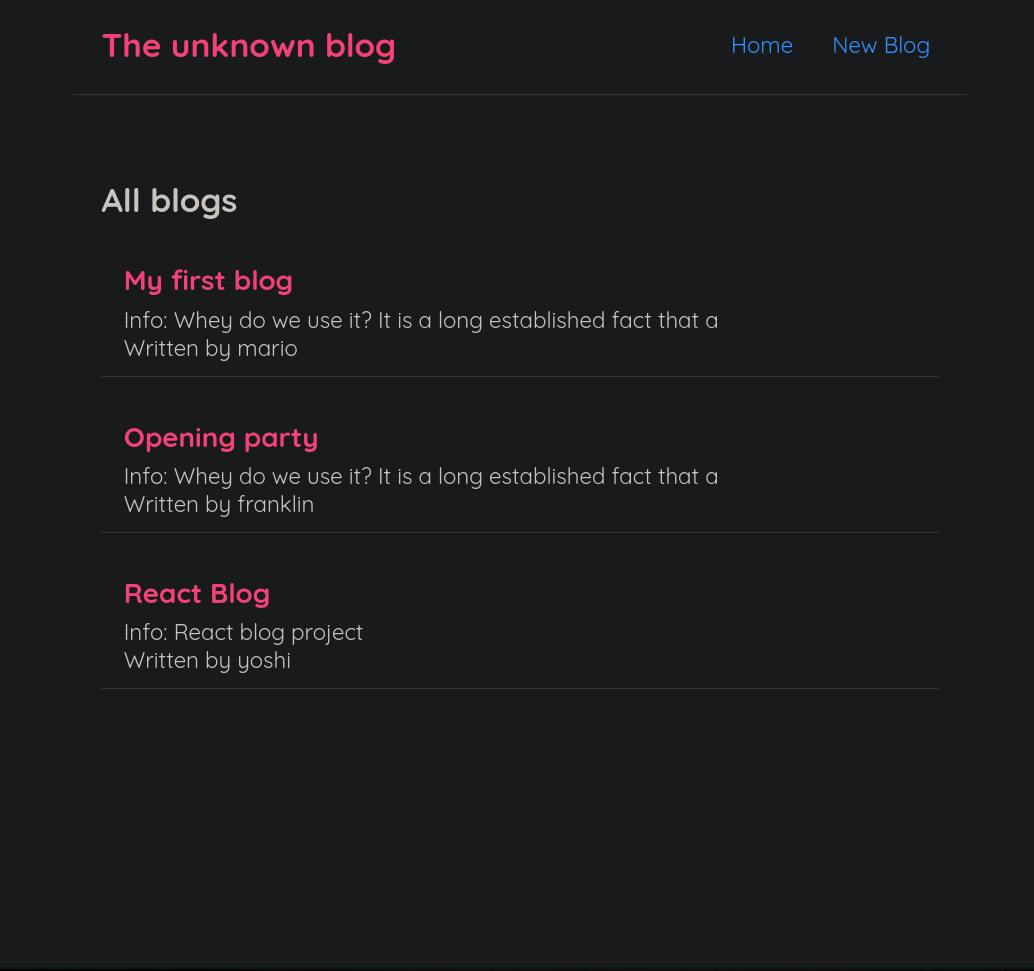 The unknown blog
Home
New Blog
All blogs
My first blog
Info: Whey do we use it? It is a long established fact that a
Written by mario
Opening party
Info: Whey do we use it? It is a long established fact that a
Written by franklin
React Blog
Info: React blog project
Written by yoshi